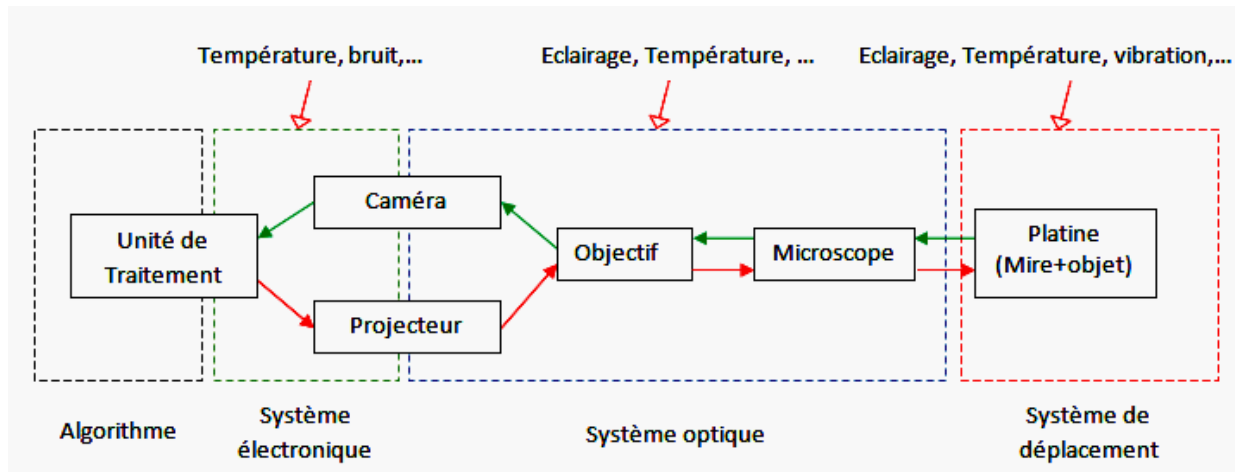 Température, bruit,...
Eclairage, Température, ...
Eclairage, Température, vibration,...
Caméra
Unité de
Traitement
Objectif
Microscope
Platine
(Mire+objet)
Projecteur
Algorithme
Système
électronique
Système optique
Système de
déplacement